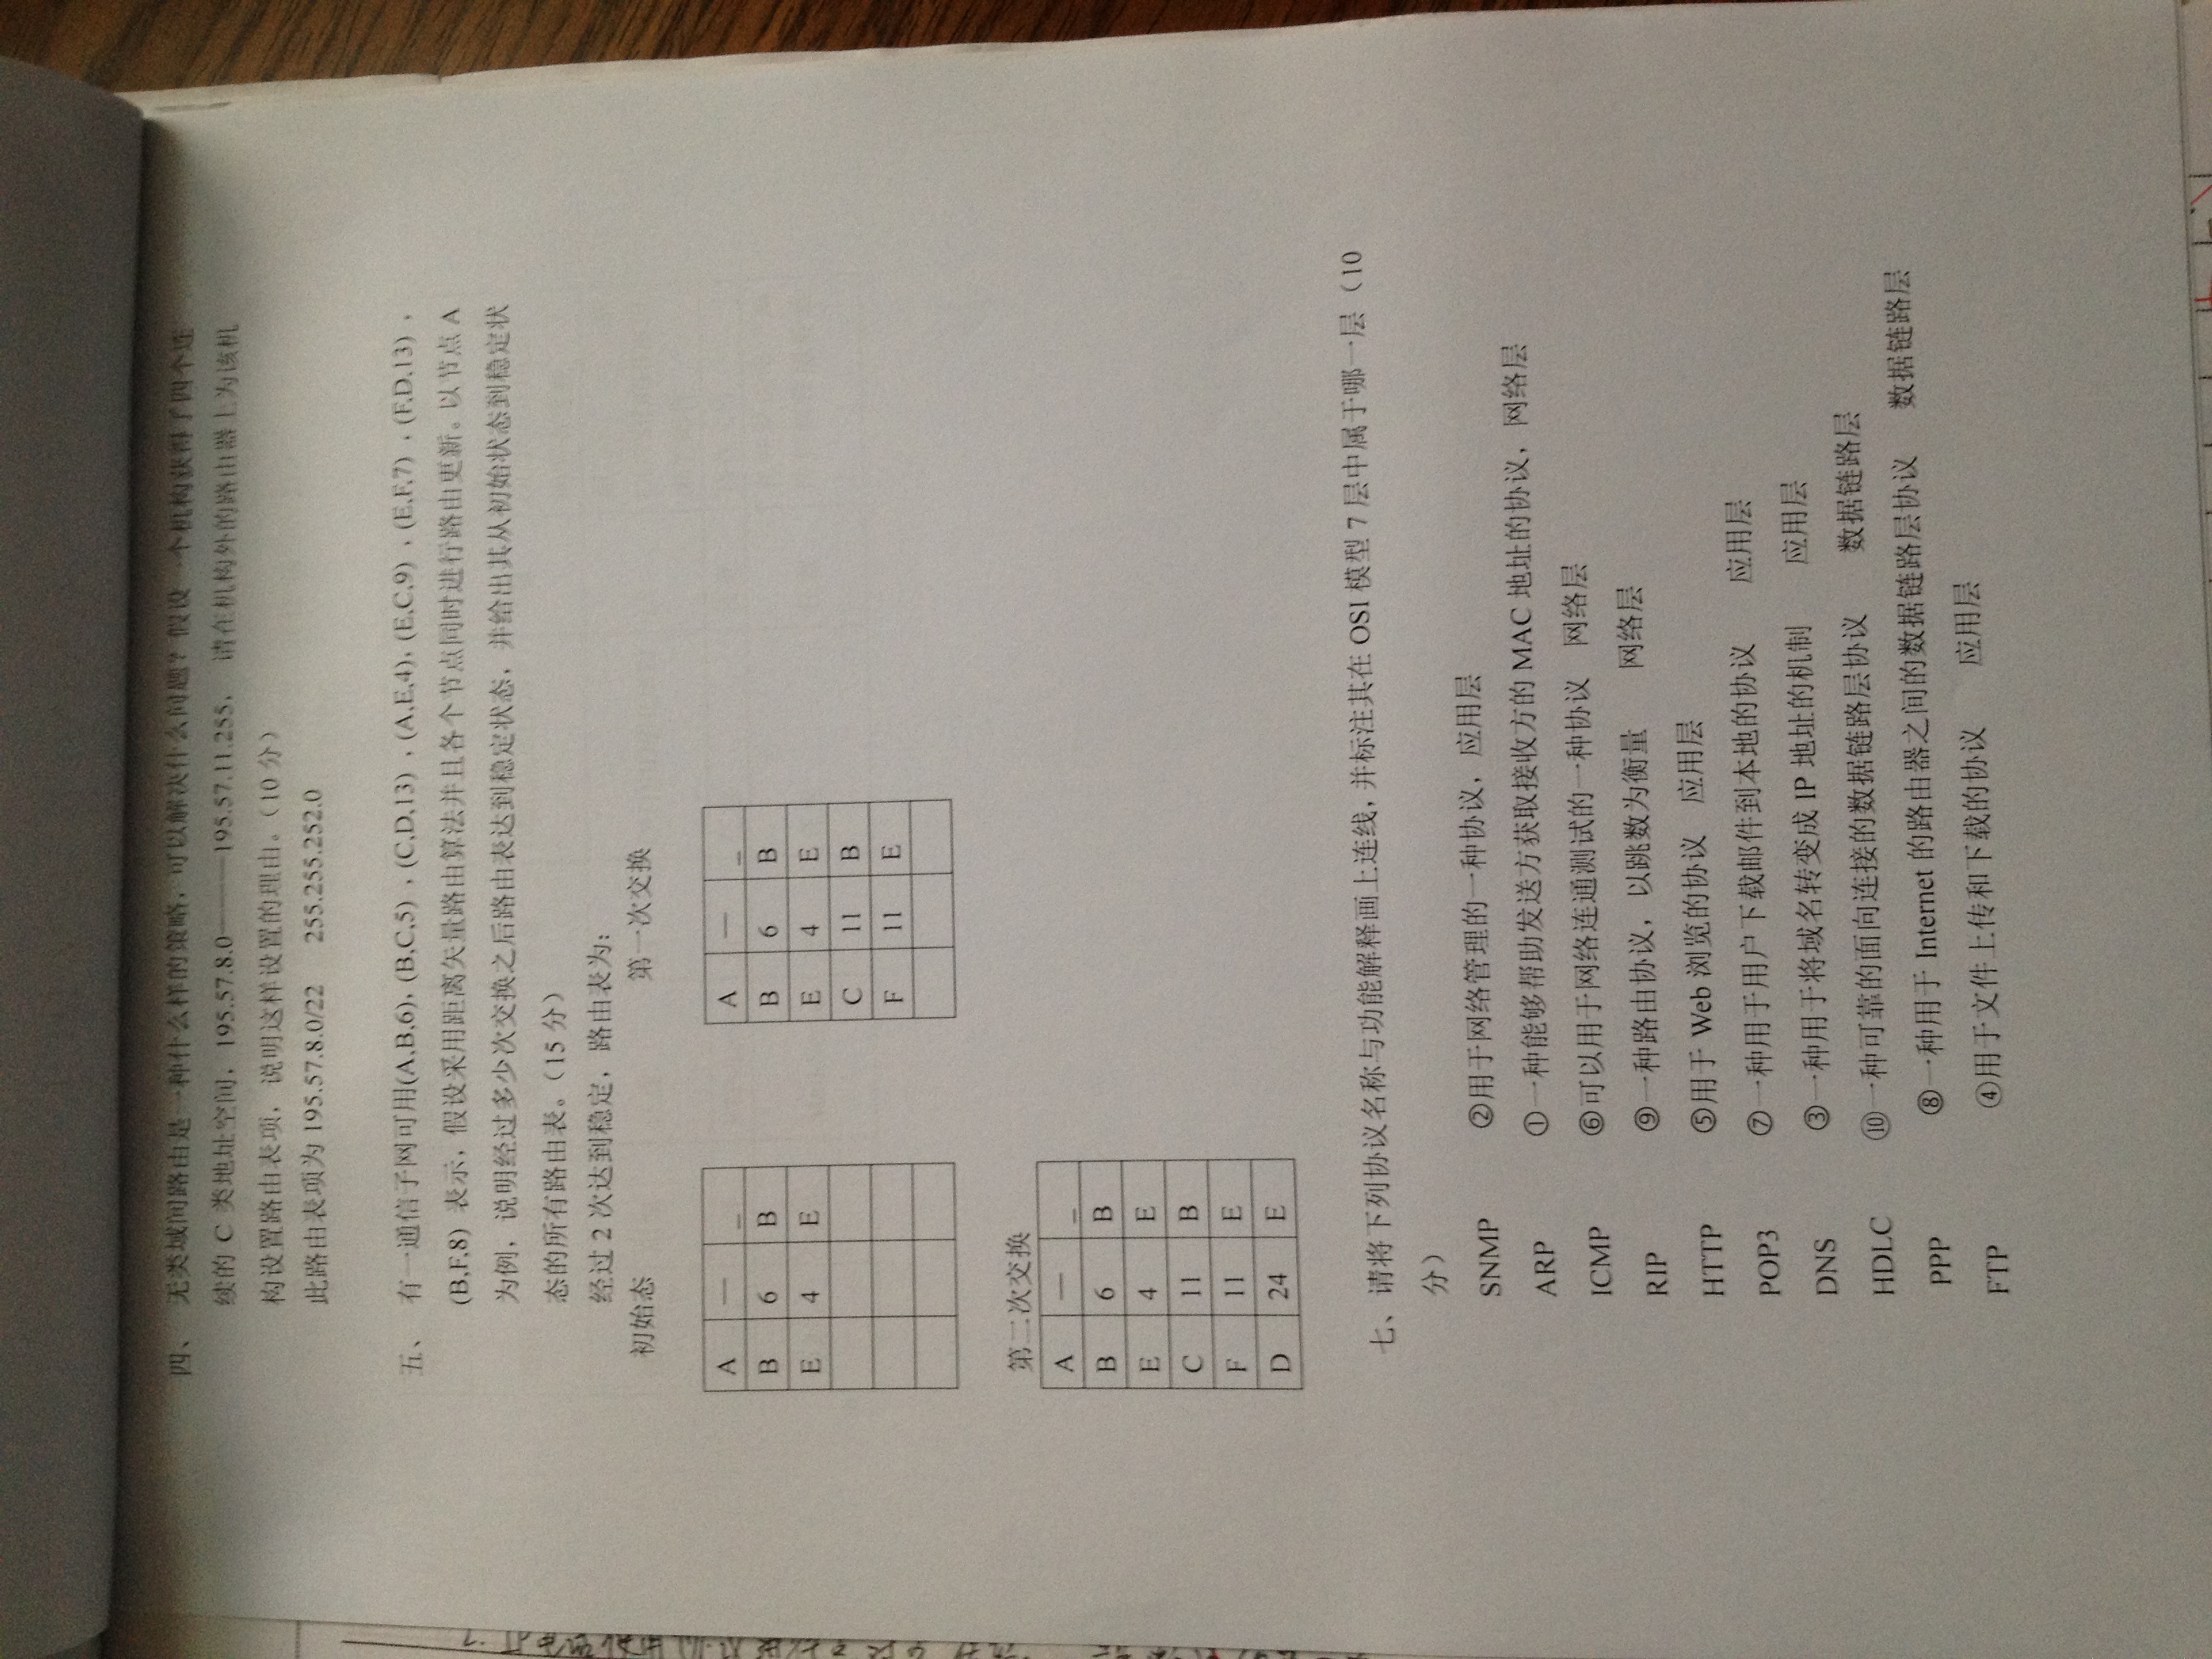 四、 无类域间路由是一种什么样的策略，可以解决什么问题？假设一个机构获得了四个连
续的 C 类地址空间，195.57.8.0———195.57.11.255， 请在机构外的路由器上为该机
构设置路由表项，说明这样设置的理由。（10 分）
此路由表项为 195.57.8.0/22 255.255.252.0
五、 有一通信子网可用(A,B,6)，(B,C,5) ，(C,D,13) ，(A,E,4)，(E,C,9) ，(E,F,7) ，(F,D,13) ，
(B,F,8) 表示，假设采用距离矢量路由算法并且各个节点同时进行路由更新。以节点 A
为例，说明经过多少次交换之后路由表达到稳定状态，并给出其从初始状态到稳定状
态的所有路由表。（15 分）
经过 2 次达到稳定，路由表为：
初始态 第一次交换
A — _ A — _
B 6 B B 6 B
E 4 E E 4 E
C 11 B
F 11 E
第二次交换
A — _
B 6 B
E 4 E
C 11 B
F 11 E
D 24 E
七、请将下列协议名称与功能解释画上连线，并标注其在 OSI 模型 7 层中属于哪一层（10
分）
SNMP ②用于网络管理的一种协议，应用层
ARP ①一种能够帮助发送方获取接收方的 MAC 地址的协议，网络层
ICMP ⑥可以用于网络连通测试的一种协议 网络层
RIP ⑨一种路由协议，以跳数为衡量 网络层
HTTP ⑤用于 Web 浏览的协议 应用层
POP3 ⑦一种用于用户下载邮件到本地的协议 应用层
DNS ③一种用于将域名转变成 IP 地址的机制 应用层
HDLC ⑩一种可靠的面向连接的数据链路层协议 数据链路层
PPP ⑧一种用于 Internet 的路由器之间的数据链路层协议 数据链路层
FTP ④用于文件上传和下载的协议 应用层